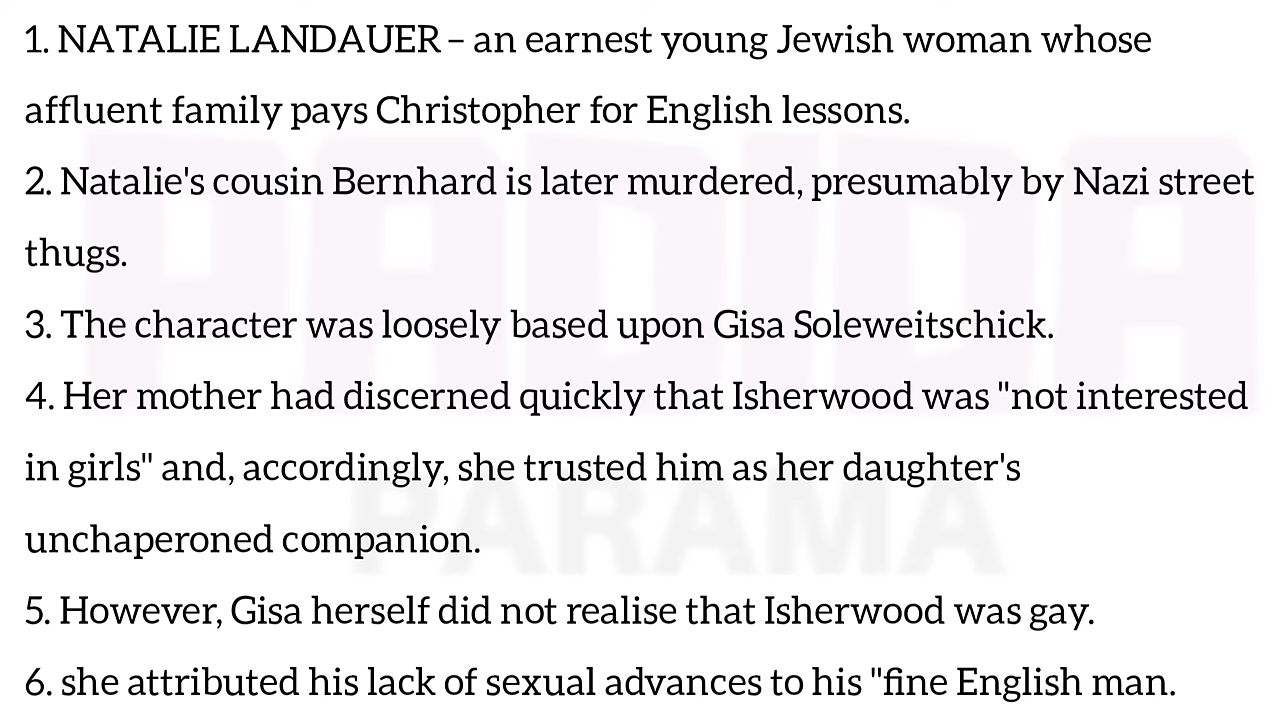 1. NATALIE LANDAUER – an earnest young Jewish woman whose
affluent family pays Christopher for English lessons.
2. Natalie's cousin Bernhard is later murdered, presumably by Nazi street
thugs.
3. The character was loosely based upon Gisa Soleweitschick.
4. Her mother had discerned quickly that Isherwood was "not interested
in girls" and, accordingly, she trusted him as her daughter's
unchaperoned companion.
5. However, Gisa herself did not realise that Isherwood was gay.
6. she attributed his lack of sexual advances to his "fine English man.
PADIDA
PARAMA